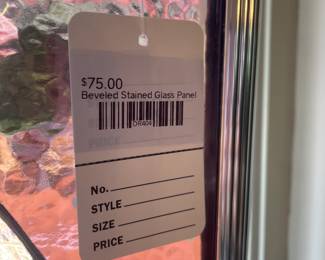 $75.00
Beveled Stained Glass Panel
No.
STYLE
SIZE
PRICE